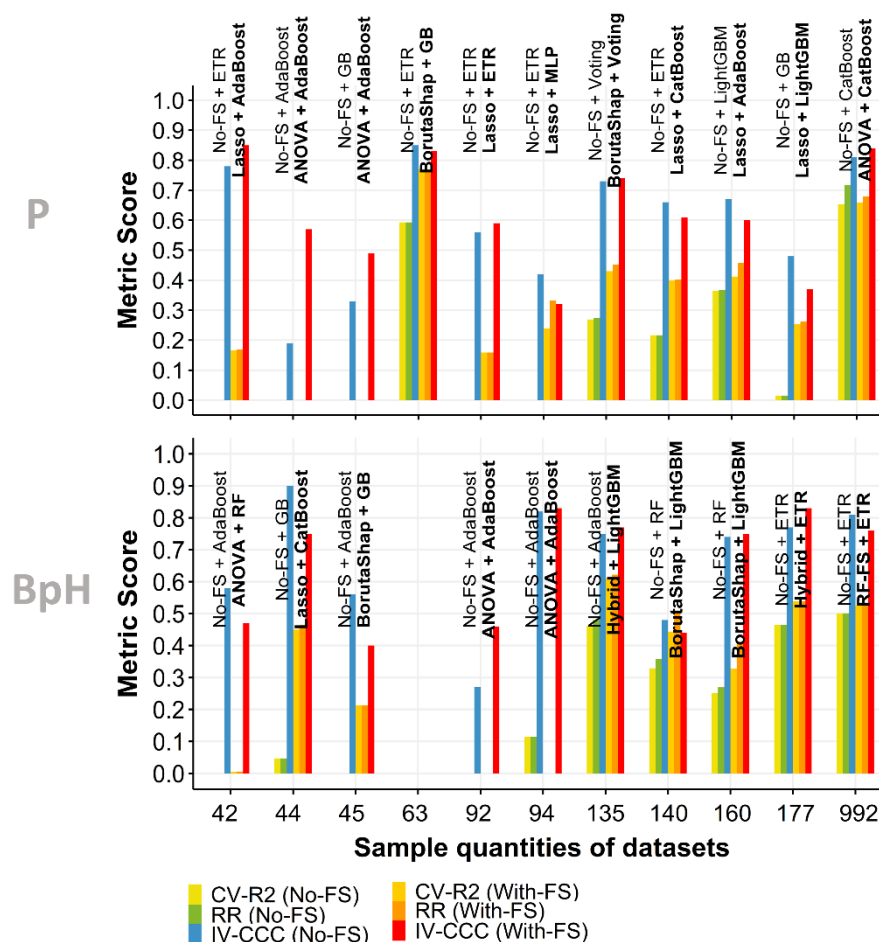 P
Metric Score
1.0
0.9
0.8
0.7
0.6
0.5
0.4
0.3
0.2
0.1
0.0
No-FS + ETR
Lasso + AdaBoost
No-FS + AdaBoost
ANOVA + AdaBoost
No-FS + GB
ANOVA + AdaBoost
No-FS + ETR
BorutaShap + GB
No-FS + ETR
Lasso + ETR
No-FS + ETR
Lasso + MLP
No-FS + Voting
BorutaShap + Voting
No-FS + ETR
Lasso + CatBoost
No-FS + LightGBM
Lasso + AdaBoost
No-FS + GB
Lasso + LightGBM
No-FS + CatBoost
ANOVA + CatBoost
BpH
Metric Score
1.0
0.9
0.8
0.7
0.6
0.5
0.4
0.3
0.2
0.1
0.0
No-FS + AdaBoost
ANOVA + RF
No-FS + GB
Lasso + CatBoost
No-FS + AdaBoost
BorutaShap + GB
No-FS + AdaBoost
ANOVA + AdaBoost
No-FS + AdaBoost
ANOVA + AdaBoost
No-FS + AdaBoost
Hybrid + LightGBM
No-FS + RF
BorutaShap + LightGBM
No-FS + RF
BorutaShap + LightGBM
No-FS + ETR
Hybrid + ETR
No-FS + ETR
RF-FS + ETR
42 44 45 63 92 94 135 140 160 177 992
Sample quantities of datasets
CV-R2 (No-FS) CV-R2 (With-FS)
RR (No-FS) RR (With-FS)
IV-CCC (No-FS) IV-CCC (With-FS)